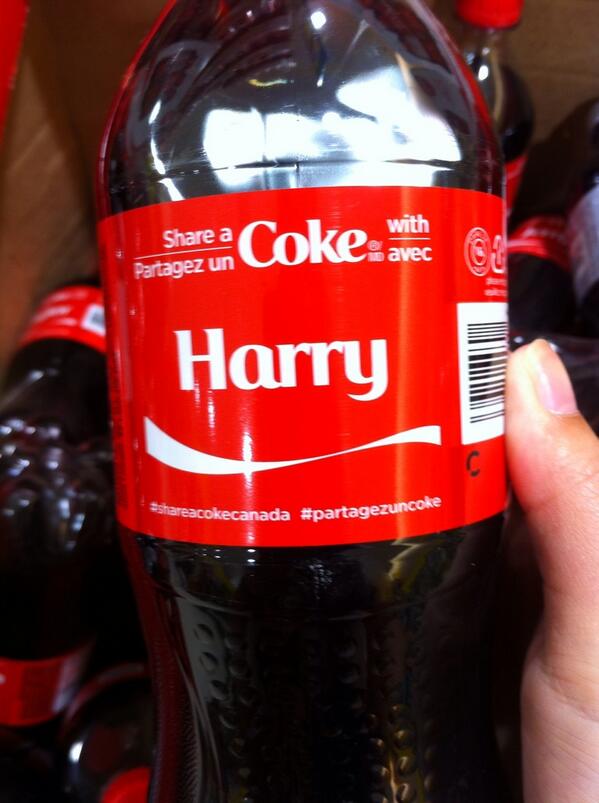 Share a Coke with
Partagez un avec
Harry
#shareacokecanada #partagezuncoke
C